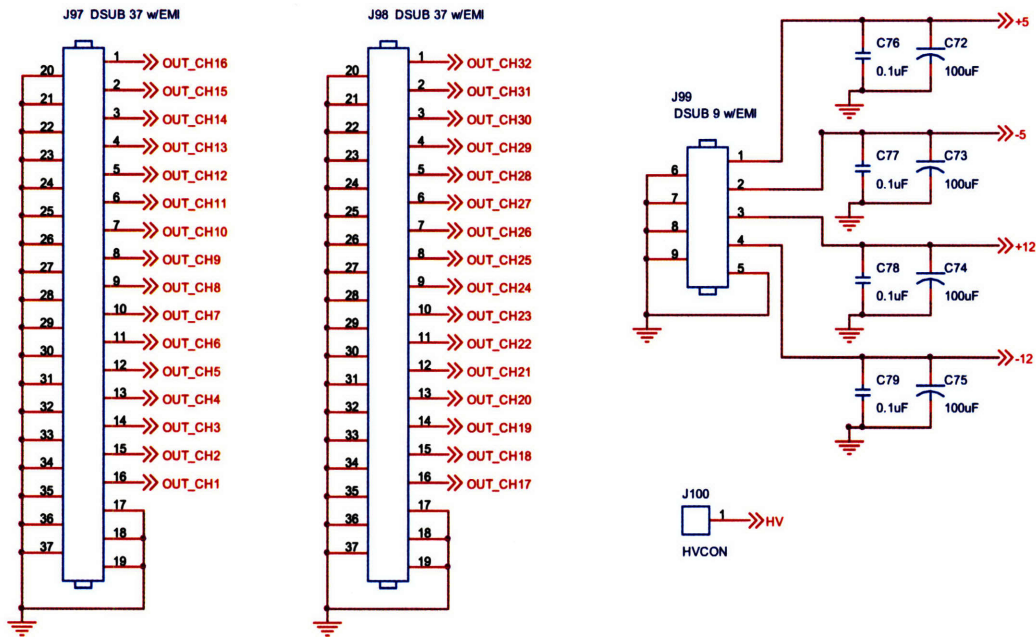 J97 DSUB 37 w/EMI
1 OUT_CH16
20
2 OUT_CH15
21
3 OUT_CH14
22
4 OUT_CH13
23
5 OUT_CH12
24
6 OUT_CH11
25
7 OUT_CH10
26
8 OUT_CH9
27
9 OUT_CH8
28
10 OUT_CH7
29
11 OUT_CH6
30
12 OUT_CH5
31
13 OUT_CH4
32
14 OUT_CH3
33
15 OUT_CH2
34
16 OUT_CH1
35
17
36
18
37
19
J98 DSUB 37 w/EMI
1 OUT_CH32
20
2 OUT_CH31
21
3 OUT_CH30
22
4 OUT_CH29
23
5 OUT_CH28
24
6 OUT_CH27
25
7 OUT_CH26
26
8 OUT_CH25
27
9 OUT_CH24
28
10 OUT_CH23
29
11 OUT_CH22
30
12 OUT_CH21
31
13 OUT_CH20
32
14 OUT_CH19
33
15 OUT_CH18
34
16 OUT_CH17
35
17
36
18
37
19
J99
DSUB 9 w/EMI
1
6
2
7
3
8
4
9
5
+5
C76 C72
0.1uF 100uF
-5
C77 C73
0.1uF 100uF
+12
C78 C74
0.1uF 100uF
-12
C79 C75
0.1uF 100uF
J100
1 HV
HVCON